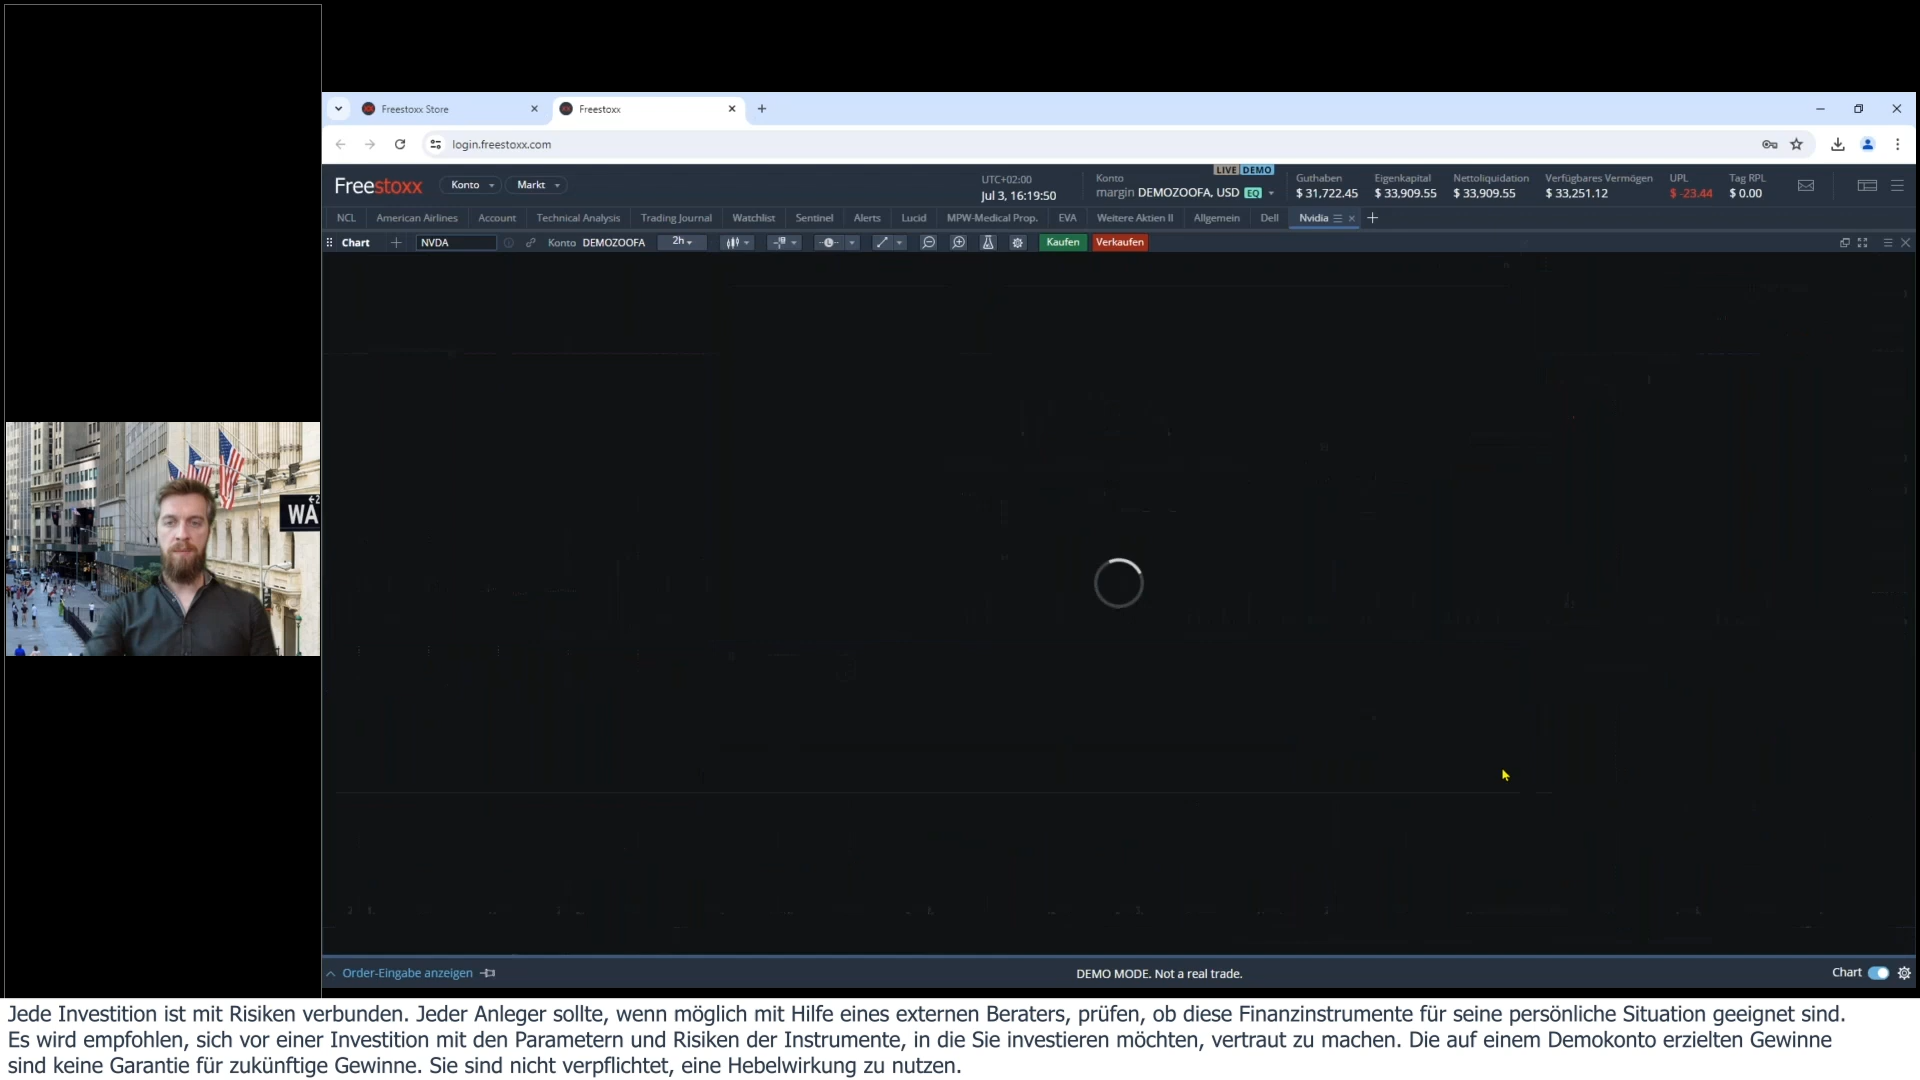 Freestoxx Store
Freestoxx
login.freestoxx.com
Freestoxx
Konto
Markt
UTC+02:00
Jul 3, 16:19:50
LIVE DEMO
Konto
margin DEMOZOOFA, USD EQ
Guthaben
$ 31,722.45
Eigenkapital
$ 33,909.55
Nettoliquidation
$ 33,909.55
Verfügbares Vermögen
$ 33,251.12
UPL
$ -23.44
Tag RPL
$ 0.00
NCL American Airlines Account Technical Analysis Trading Journal Watchlist Sentinel Alerts Lucid MPW-Medical Prop. EVA Weitere Aktien II Allgemein Dell Nvidia
Chart NVDA Konto DEMOZOOFA 2h Kaufen Verkaufen
WA
Order-Eingabe anzeigen
DEMO MODE. Not a real trade.
Chart
Jede Investition ist mit Risiken verbunden. Jeder Anleger sollte, wenn möglich mit Hilfe eines externen Beraters, prüfen, ob diese Finanzinstrumente für seine persönliche Situation geeignet sind.
Es wird empfohlen, sich vor einer Investition mit den Parametern und Risiken der Instrumente, in die Sie investieren möchten, vertraut zu machen. Die auf einem Demokonto erzielten Gewinne
sind keine Garantie für zukünftige Gewinne. Sie sind nicht verpflichtet, eine Hebelwirkung zu nutzen.